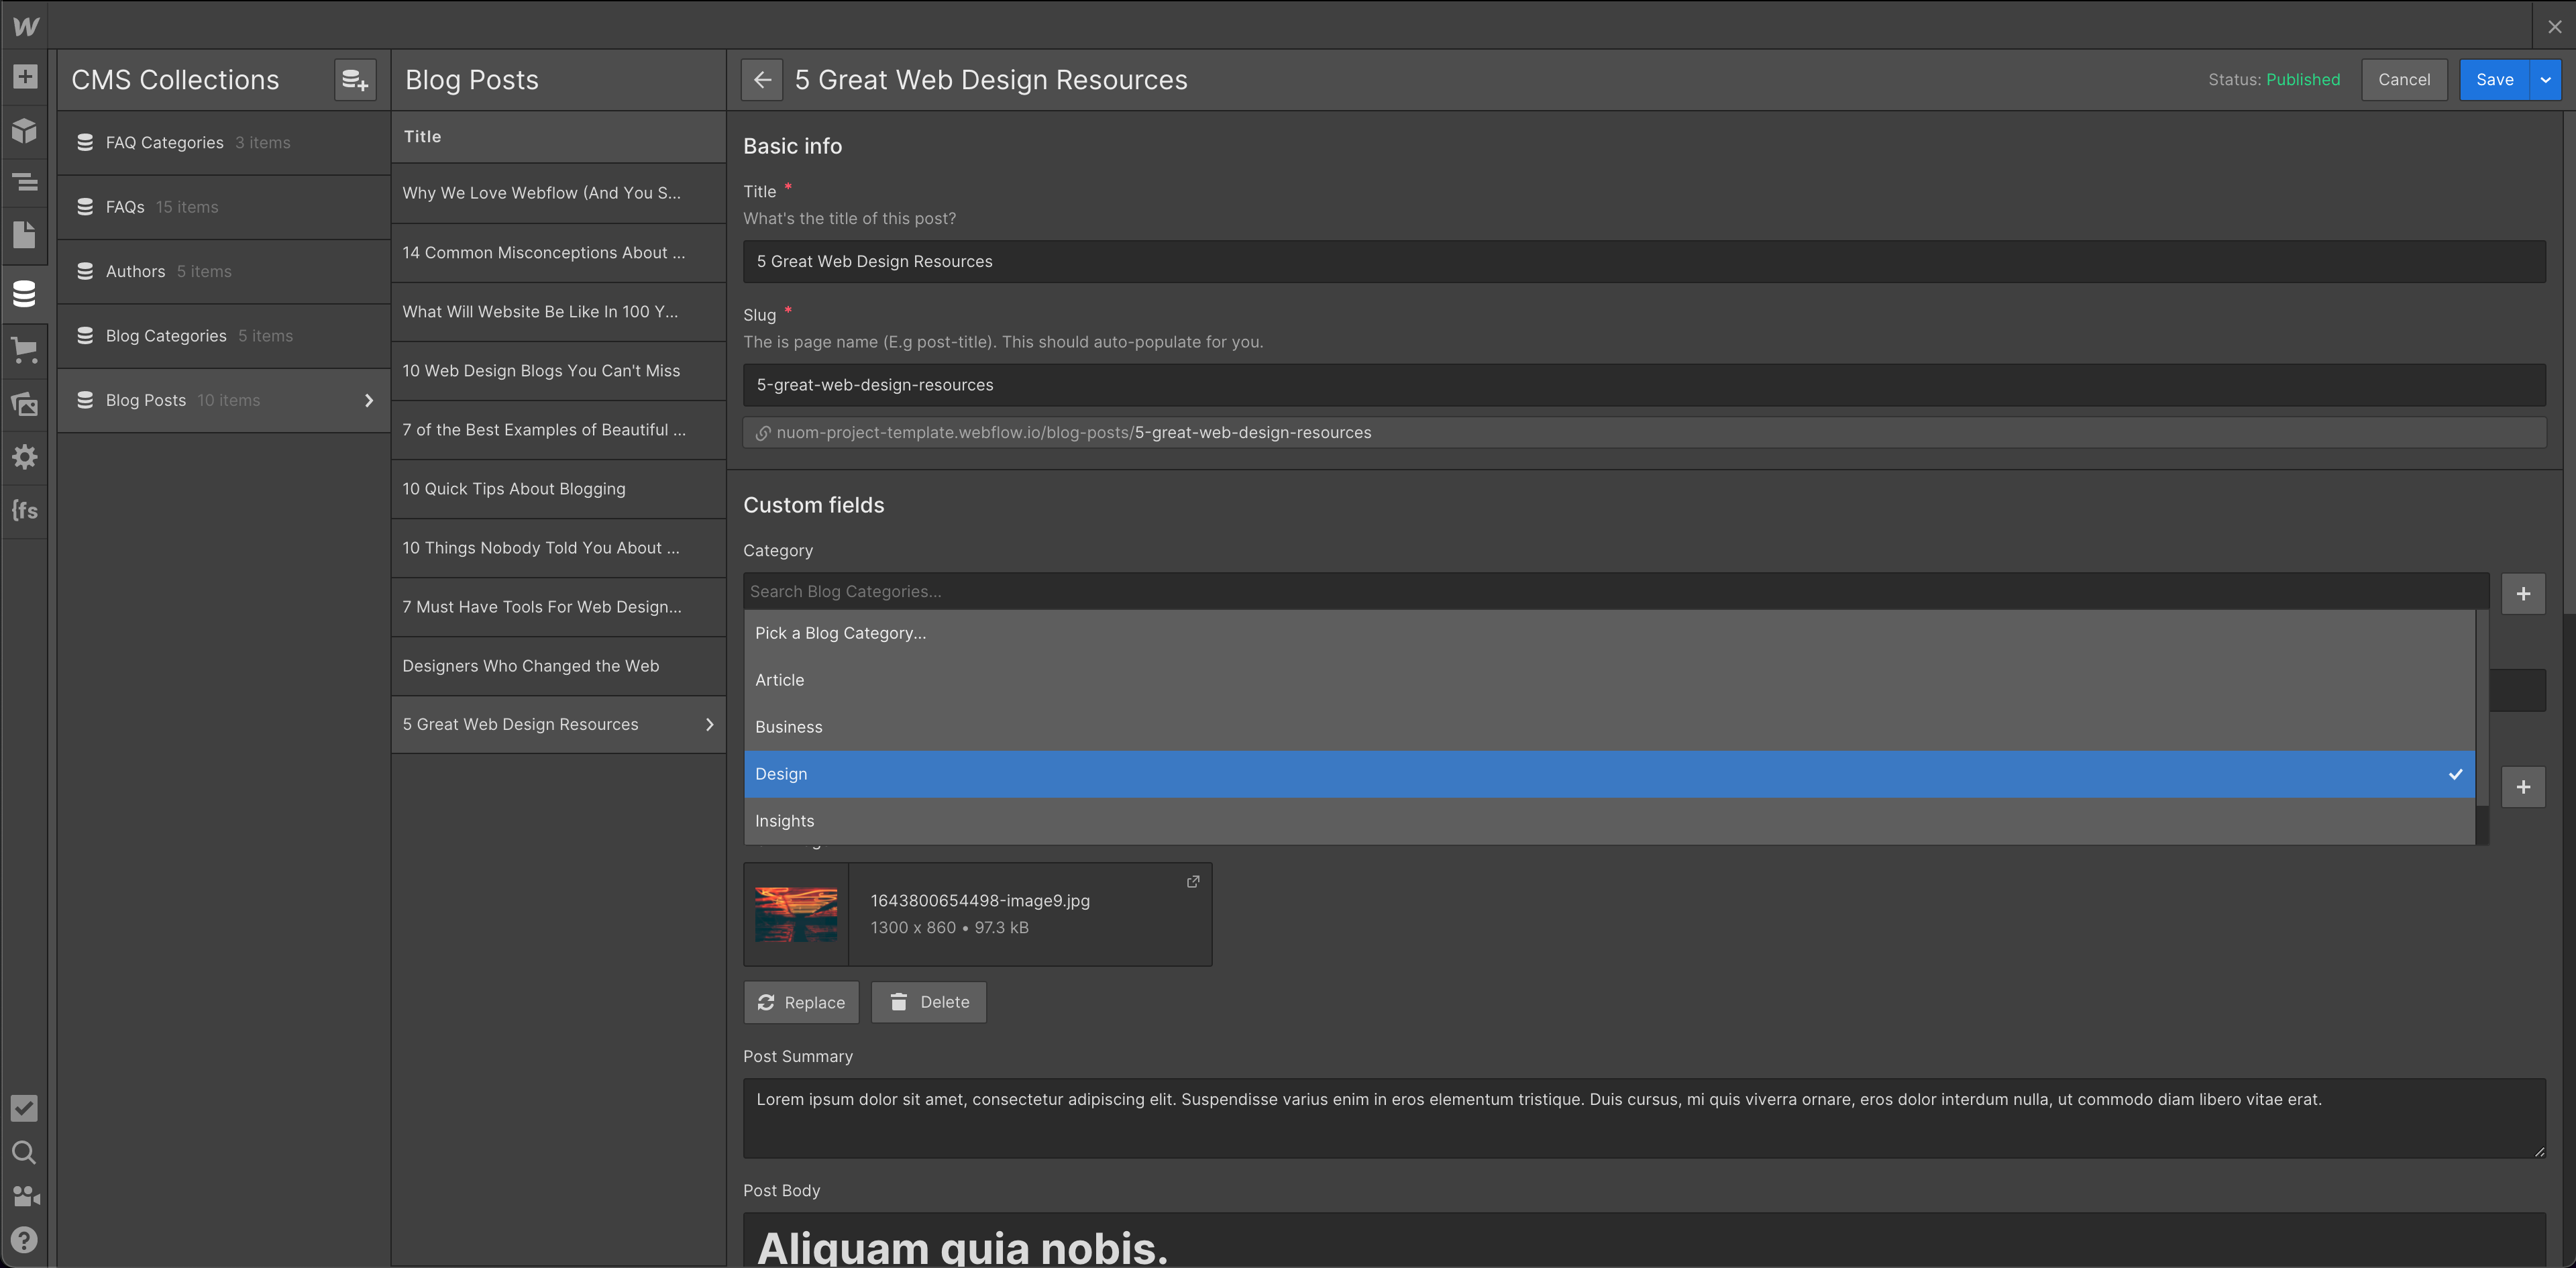 CMS Collections
Blog Posts
5 Great Web Design Resources
Status: Published
Cancel
Save
FAQ Categories 3 items
FAQs 15 items
Authors 5 items
Blog Categories 5 items
Blog Posts 10 items
{fs
Title
Why We Love Webflow (And You S...
14 Common Misconceptions About ...
What Will Website Be Like In 100 Y...
10 Web Design Blogs You Can't Miss
7 of the Best Examples of Beautiful ...
10 Quick Tips About Blogging
10 Things Nobody Told You About ...
7 Must Have Tools For Web Design...
Designers Who Changed the Web
5 Great Web Design Resources
Basic info
Title *
What's the title of this post?
5 Great Web Design Resources
Slug *
The is page name (E.g post-title). This should auto-populate for you.
5-great-web-design-resources
nuom-project-template.webflow.io/blog-posts/5-great-web-design-resources
Custom fields
Category
Search Blog Categories...
Pick a Blog Category...
Article
Business
Design
Insights
1643800654498-image9.jpg
1300 x 860 • 97.3 kB
Replace
Delete
Post Summary
Lorem ipsum dolor sit amet, consectetur adipiscing elit. Suspendisse varius enim in eros elementum tristique. Duis cursus, mi quis viverra ornare, eros dolor interdum nulla, ut commodo diam libero vitae erat.
Post Body
Aliquam quia nobis.